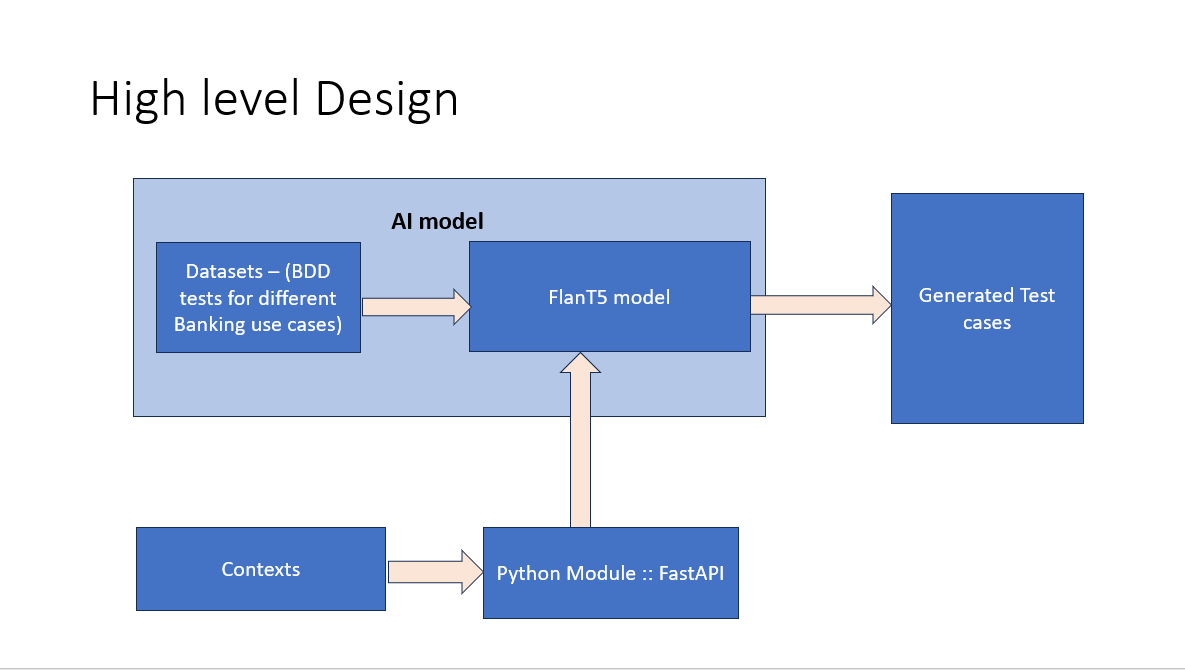 High level Design
AI model
Datasets – (BDD
tests for different
Banking use cases)
FlanT5 model
Generated Test
cases
Contexts
Python Module :: FastAPI